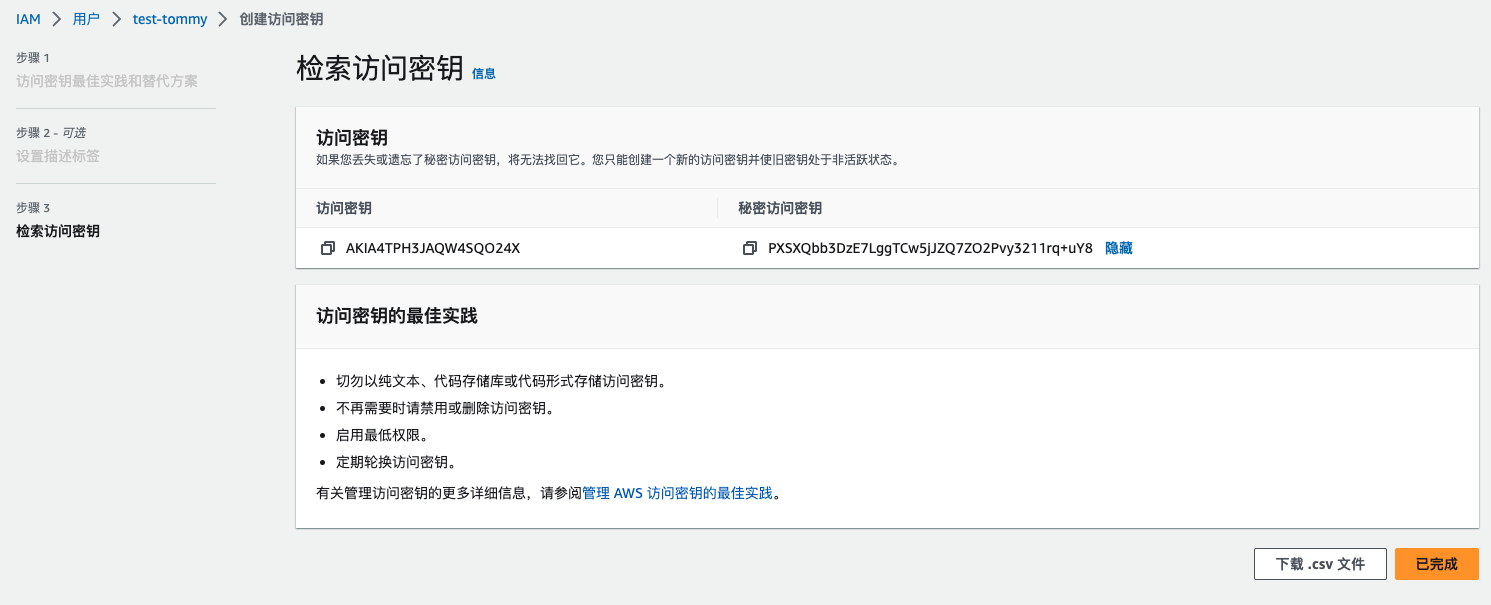 IAM > 用户 > test-tommy > 创建访问密钥
步骤 1
访问密钥最佳实践和替代方案
步骤 2 - 可选
设置描述标签
步骤 3
检索访问密钥
检索访问密钥 信息
访问密钥
如果您丢失或遗忘了秘密访问密钥，将无法找回它。您只能创建一个新的访问密钥并使旧密钥处于非活跃状态。
访问密钥 秘密访问密钥
AKIA4TPH3JAQW4SQO24X PXSXQbb3DzE7LggTCw5jJZQ7ZO2Pvy3211rq+uY8 隐藏
访问密钥的最佳实践
• 切勿以纯文本、代码存储库或代码形式存储访问密钥。
• 不再需要时请禁用或删除访问密钥。
• 启用最低权限。
• 定期轮换访问密钥。
有关管理访问密钥的更多详细信息，请参阅管理 AWS 访问密钥的最佳实践。
下载 .csv 文件 已完成